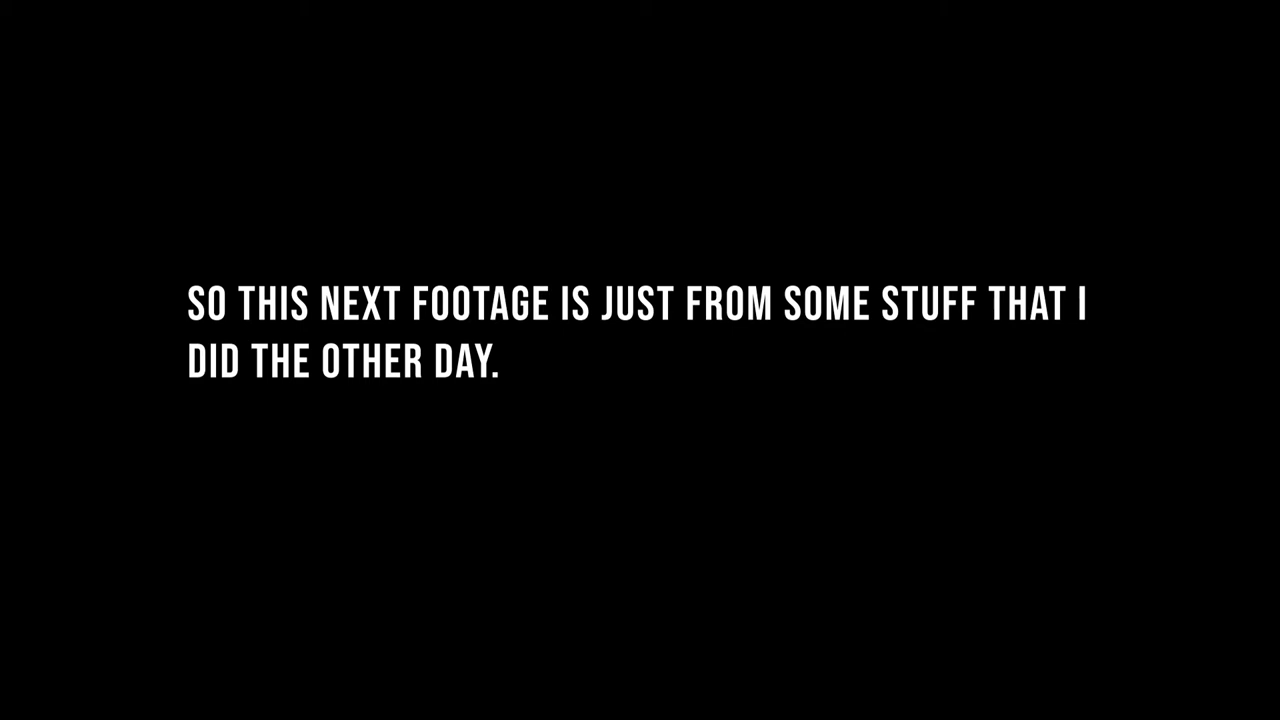 SO THIS NEXT FOOTAGE IS JUST FROM SOME STUFF THAT I
DID THE OTHER DAY.